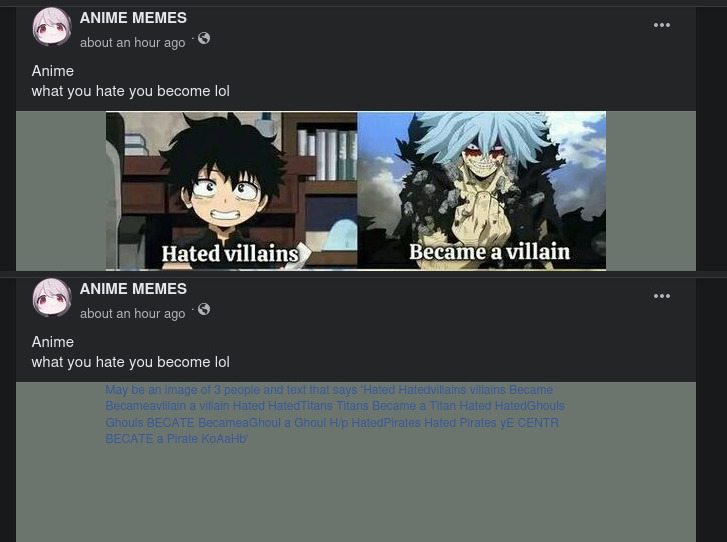 ANIME MEMES
about an hour ago ·
Anime
what you hate you become lol
Hated villains
Became a villain
ANIME MEMES
about an hour ago ·
Anime
what you hate you become lol
May be an image of 3 people and text that says 'Hated Hatedvillains villains Became
Becameavillain a villain Hated HatedTitans Titans Became a Titan Hated HatedGhouls
Ghouls BECATE BecameaGhoul a Ghoul H/p HatedPirates Hated Pirates yE CENTR
BECATE a Pirate KoAaHb'